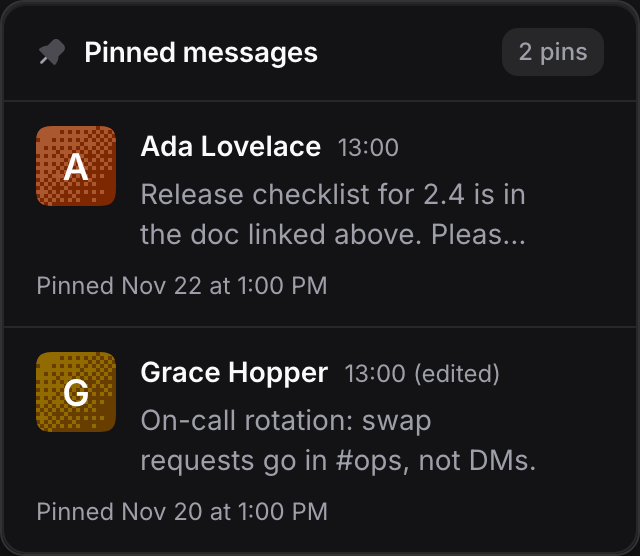 Pinned messages
2 pins
A
Ada Lovelace 13:00
Release checklist for 2.4 is in
the doc linked above. Pleas...
Pinned Nov 22 at 1:00 PM
G
Grace Hopper 13:00 (edited)
On-call rotation: swap
requests go in #ops, not DMs.
Pinned Nov 20 at 1:00 PM